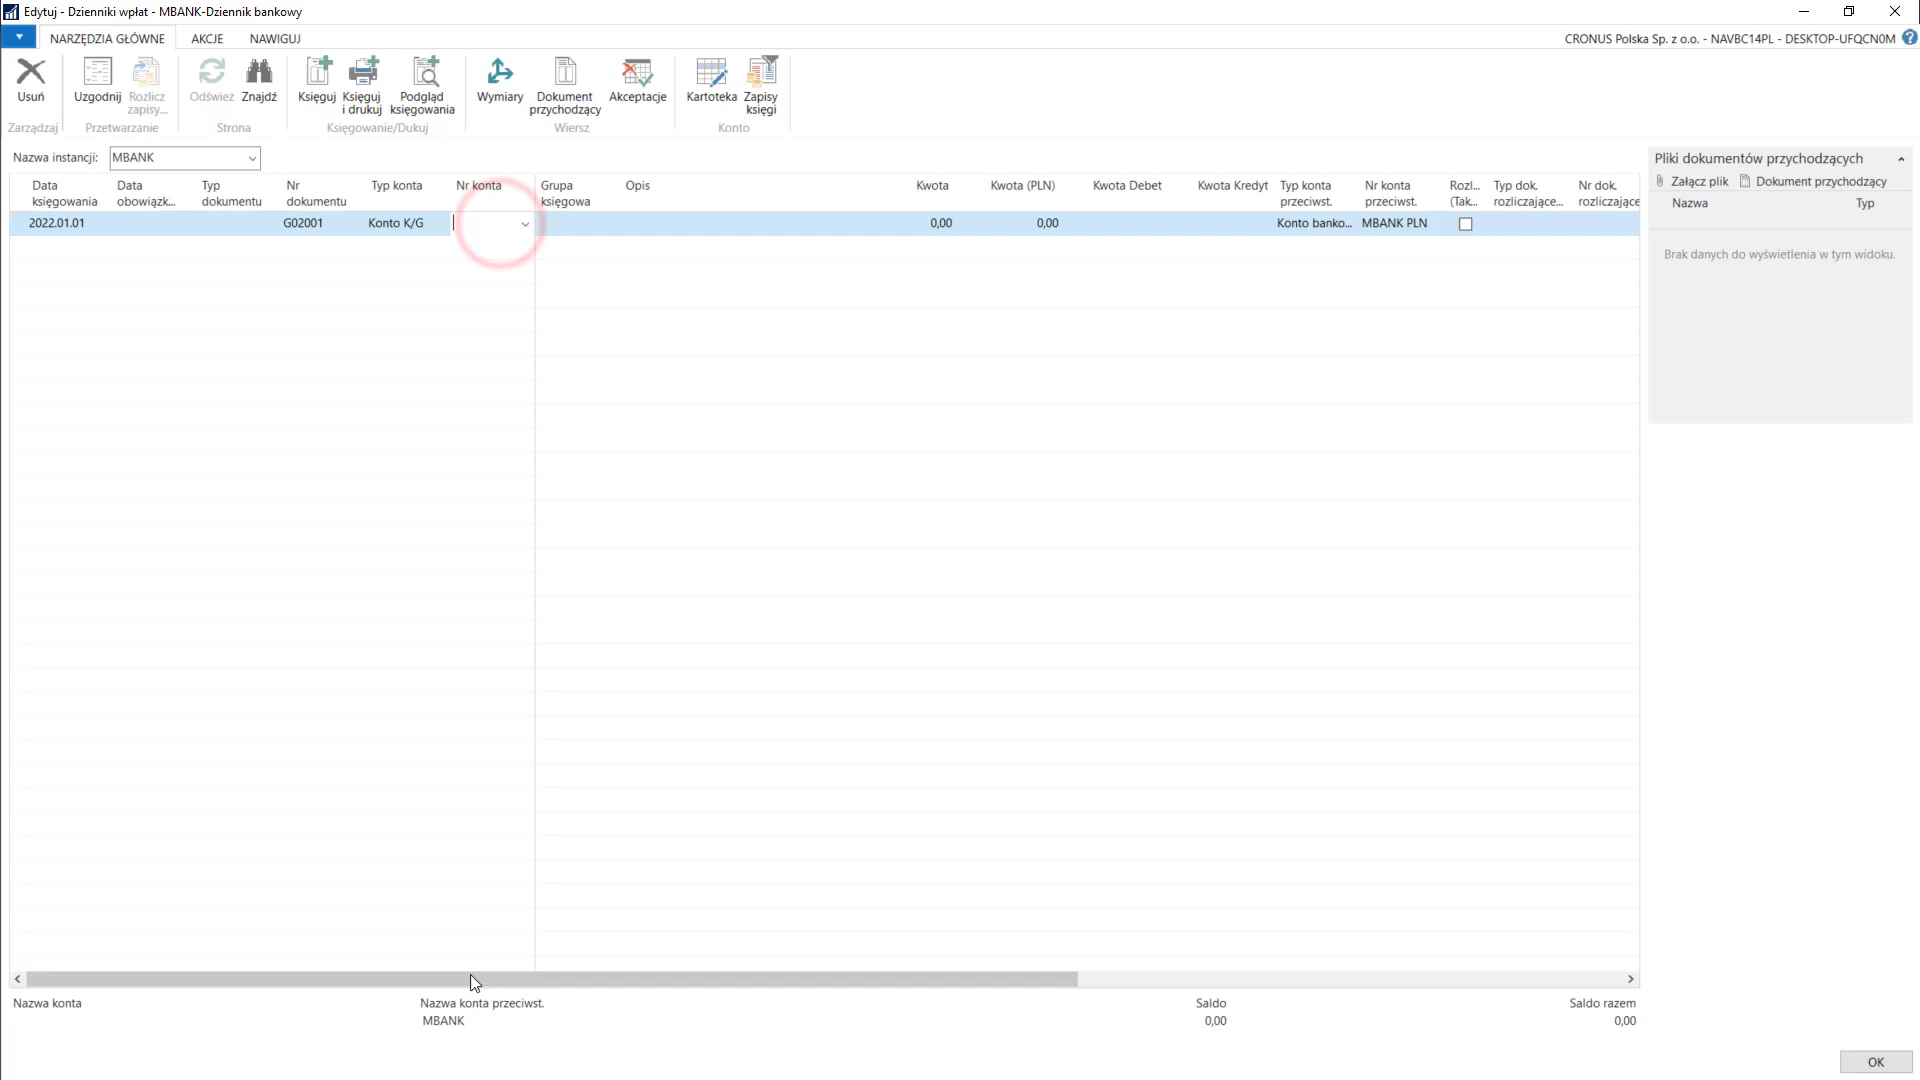 Edytuj - Dzienniki wpłat - MBANK-Dziennik bankowy
NARZĘDZIA GŁÓWNE AKCJE NAWIGUJ CRONUS Polska Sp. z o.o. - NAVBC14PL - DESKTOP-UFQCN0M
Usuń
Uzgodnij
Rozlicz
zapisy...
Odśwież
Znajdź
Księguj
Księguj
i drukuj
Podgląd
księgowania
Wymiary
Dokument
przychodzący
Akceptacje
Kartoteka
Zapisy
księgi
Zarządzaj Przetwarzanie Strona Księgowanie/Dukuj Wiersz Konto
Nazwa instancji: MBANK
Data
księgowania
Data
obowiązk...
Typ
dokumentu
Nr
dokumentu
Typ konta
Nr konta
Grupa
księgowa
Opis
Kwota
Kwota (PLN)
Kwota Debet
Kwota Kredyt
Typ konta
przeciwst.
Nr konta
przeciwst.
Rozl...
(Tak...
Typ dok.
rozliczające...
Nr dok.
rozliczające
2022.01.01 G02001 Konto K/G 0,00 0,00 Konto banko... MBANK PLN
Pliki dokumentów przychodzących
Załącz plik Dokument przychodzący
Nazwa Typ
Brak danych do wyświetlenia w tym widoku.
Nazwa konta Nazwa konta przeciwst. Saldo Saldo razem
MBANK 0,00 0,00
OK